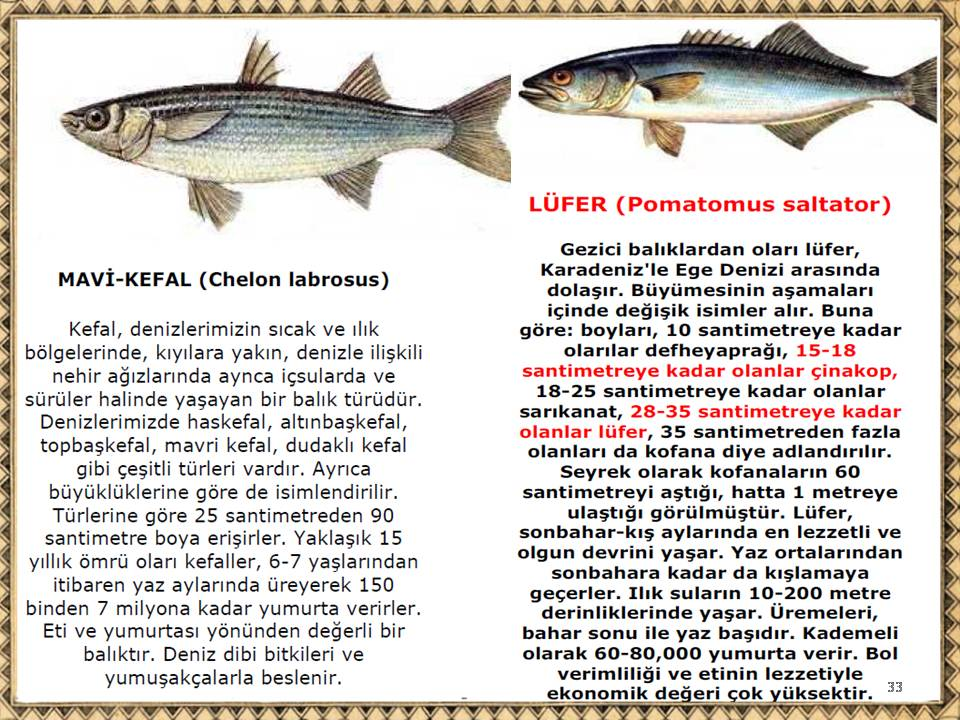 MAVİ-KEFAL (Chelon labrosus)
Kefal, denizlerimizin sıcak ve ılık
bölgelerinde, kıyılara yakın, denizle ilişkili
nehir ağızlarında aynca içsularda ve
sürüler halinde yaşayan bir balık türüdür.
Denizlerimizde haskefal, altınbaşkefal,
topbaşkefal, mavri kefal, dudaklı kefal
gibi çeşitli türleri vardır. Ayrıca
büyüklüklerine göre de isimlendirilir.
Türlerine göre 25 santimetreden 90
santimetre boya erişirler. Yaklaşık 15
yıllık ömrü oları kefaller, 6-7 yaşlarından
itibaren yaz aylarında üreyerek 150
binden 7 milyona kadar yumurta verirler.
Eti ve yumurtası yönünden değerli bir
balıktır. Deniz dibi bitkileri ve
yumuşakçalarla beslenir.
LÜFER (Pomatomus saltator)
Gezici balıklardan oları lüfer,
Karadeniz'le Ege Denizi arasında
dolaşır. Büyümesinin aşamaları
içinde değişik isimler alır. Buna
göre: boyları, 10 santimetreye kadar
olarılar defheyaprağı, 15-18
santimetreye kadar olanlar çinakop,
18-25 santimetreye kadar olanlar
sarıkanat, 28-35 santimetreye kadar
olanlar lüfer, 35 santimetreden fazla
olanları da kofana diye adlandırılır.
Seyrek olarak kofanaların 60
santimetreyi aştığı, hatta 1 metreye
ulaştığı görülmüştür. Lüfer,
sonbahar-kış aylarında en lezzetli ve
olgun devrini yaşar. Yaz ortalarından
sonbahara kadar da kışlamaya
geçerler. Ilık suların 10-200 metre
derinliklerinde yaşar. Üremeleri,
bahar sonu ile yaz başıdır. Kademeli
olarak 60-80,000 yumurta verir. Bol
verimliliği ve etinin lezzetiyle
ekonomik değeri çok yüksektir.
33